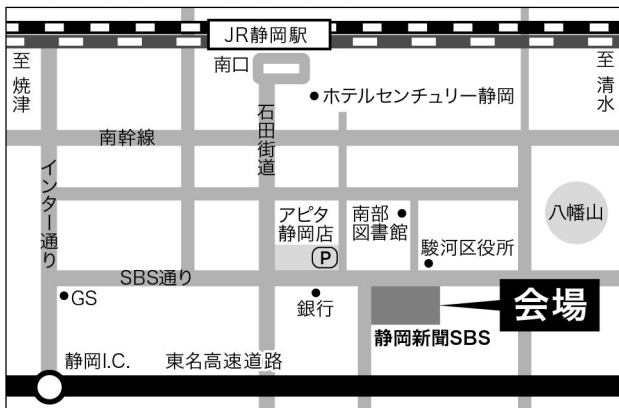 JR静岡駅
至焼津
南口
至清水
ホテルセンチュリー静岡
石田街道
南幹線
インター通り
アピタ
静岡店
P
南部
図書館
八幡山
駿河区役所
SBS通り
GS
銀行
会場
静岡新聞SBS
静岡I.C.
東名高速道路